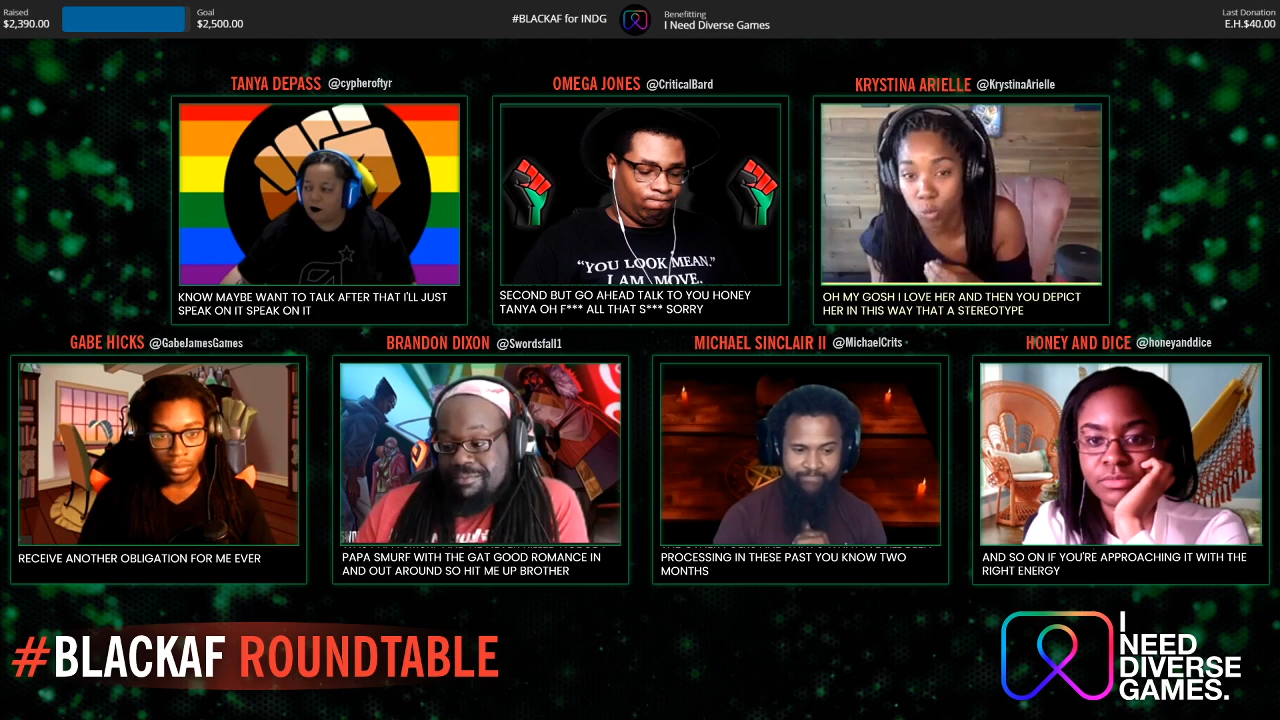 Raised
$2,390.00
Goal
$2,500.00
#BLACKAF for INDG
Benefitting
I Need Diverse Games
Last Donation
E.H.$40.00
TANYA DEPASS @cypheroftyr
OMEGA JONES @CriticalBard
KRYSTINA ARIELLE @KrystinaArielle
"YOU LOOK MEAN."
I AM. MOVE.
KNOW MAYBE WANT TO TALK AFTER THAT I'LL JUST
SPEAK ON IT SPEAK ON IT
SECOND BUT GO AHEAD TALK TO YOU HONEY
TANYA OH F*** ALL THAT S*** SORRY
OH MY GOSH I LOVE HER AND THEN YOU DEPICT
HER IN THIS WAY THAT A STEREOTYPE
GABE HICKS @GabeJamesGames
BRANDON DIXON @Swordsfall1
MICHAEL SINCLAIR II @MichaelCrits
HONEY AND DICE @honeyanddice
RECEIVE ANOTHER OBLIGATION FOR ME EVER
PAPA SMURF WITH THE GAT GOOD ROMANCE IN
AND OUT AROUND SO HIT ME UP BROTHER
PROCESSING IN THESE PAST YOU KNOW TWO
MONTHS
AND SO ON IF YOU'RE APPROACHING IT WITH THE
RIGHT ENERGY
#BLACKAF ROUNDTABLE
I
NEED
DIVERSE
GAMES.